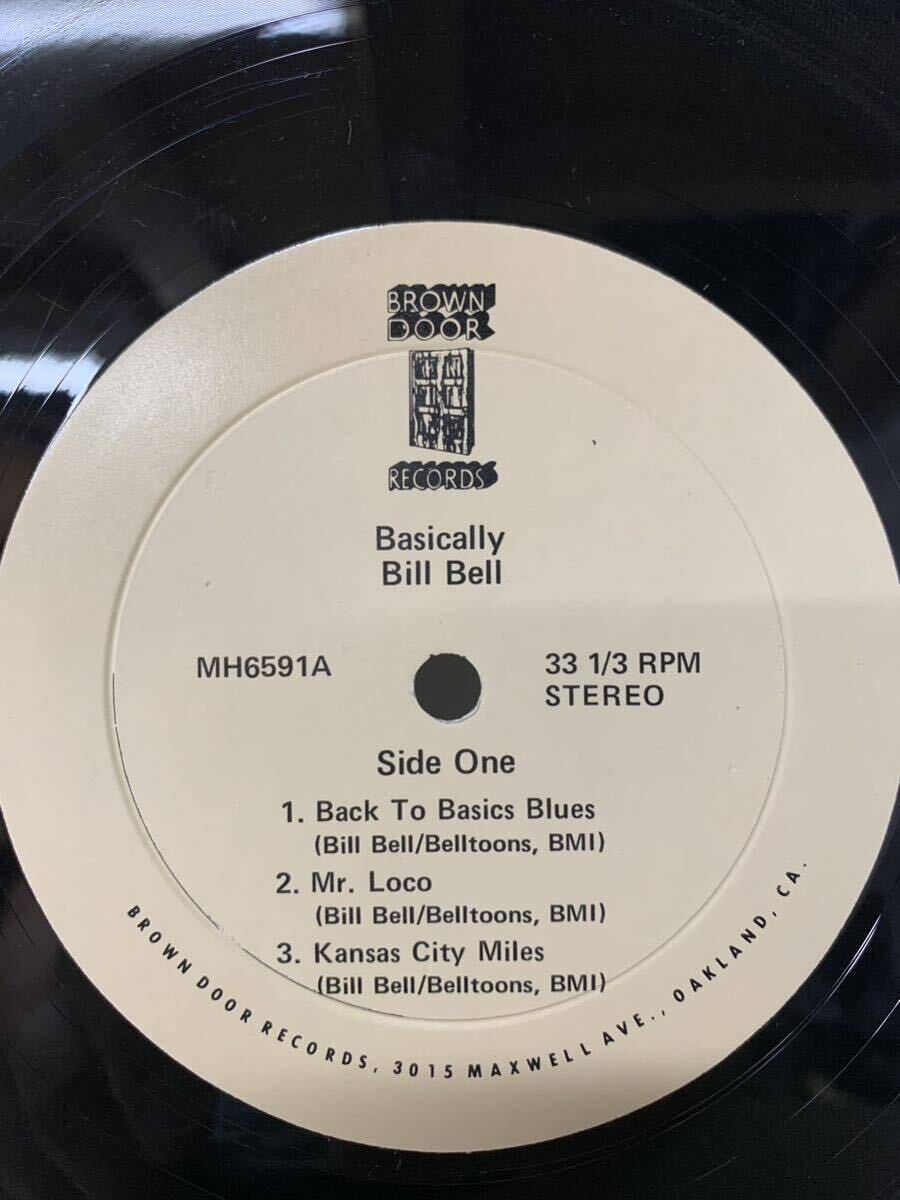 BROWN
DOOR
RECORDS
Basically
Bill Bell
MH6591A
33 1/3 RPM
STEREO
Side One
1. Back To Basics Blues
(Bill Bell/Belltoons, BMI)
2. Mr. Loco
(Bill Bell/Belltoons, BMI)
3. Kansas City Miles
(Bill Bell/Belltoons, BMI)
BROWN DOOR RECORDS, 3015 MAXWELL AVE., OAKLAND, CA.